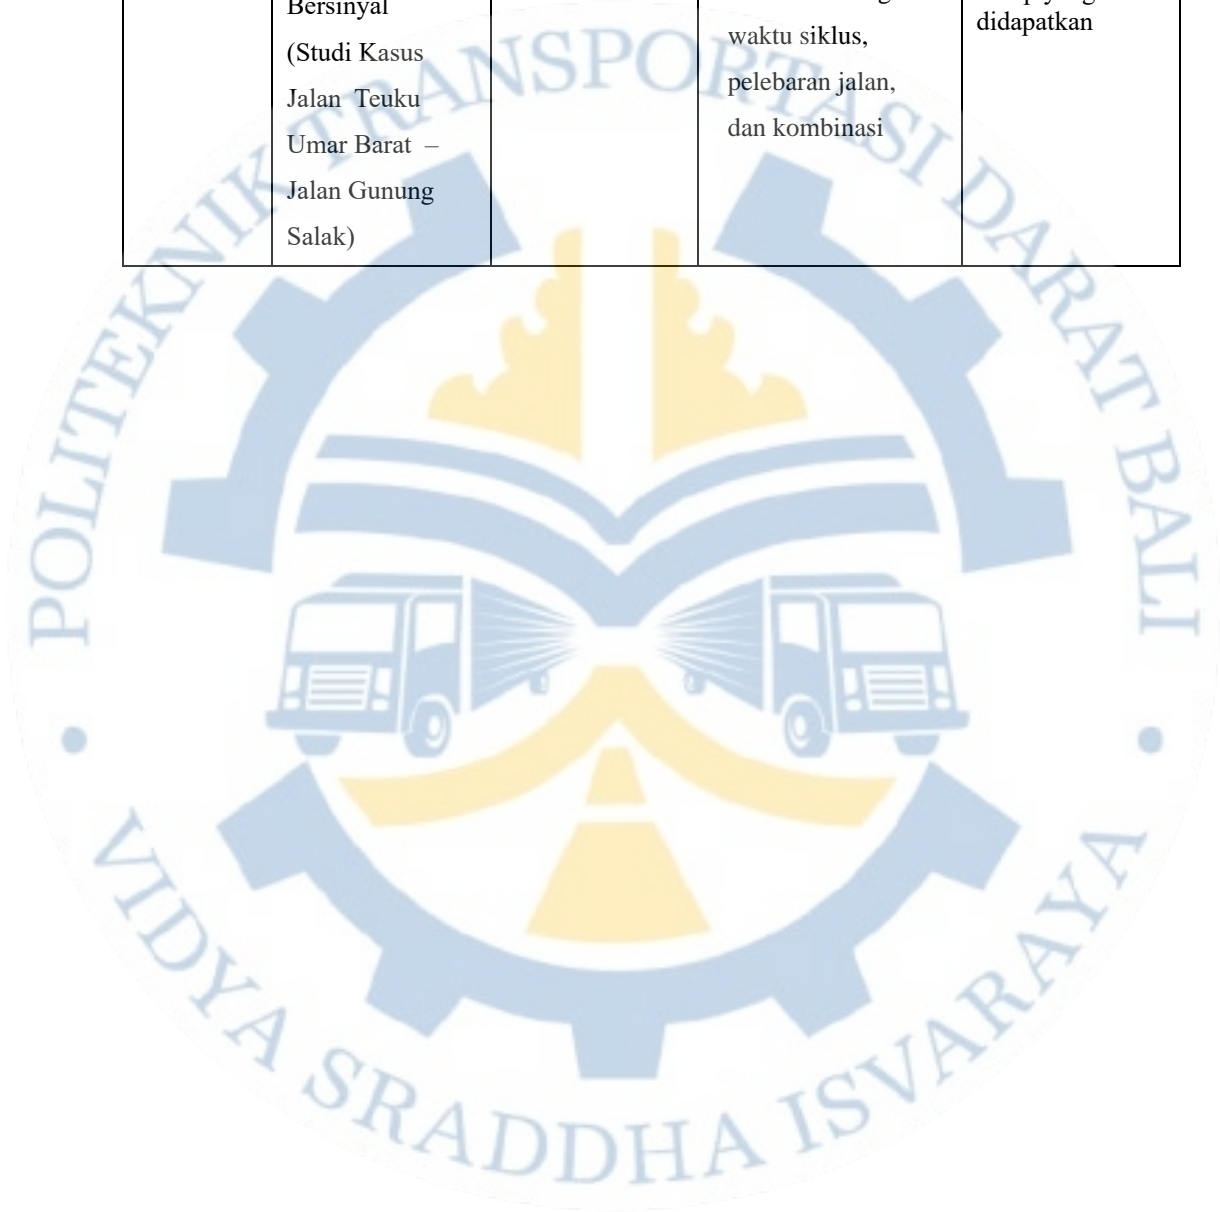 Bersinyal
(Studi Kasus
Jalan Teuku
Umar Barat –
Jalan Gunung
Salak)
waktu siklus,
pelebaran jalan,
dan kombinasi
didapatkan
POLITEKNIK TRANSPORTASI DARAT BALI
VIDYA SRADDHA ISVARAYA